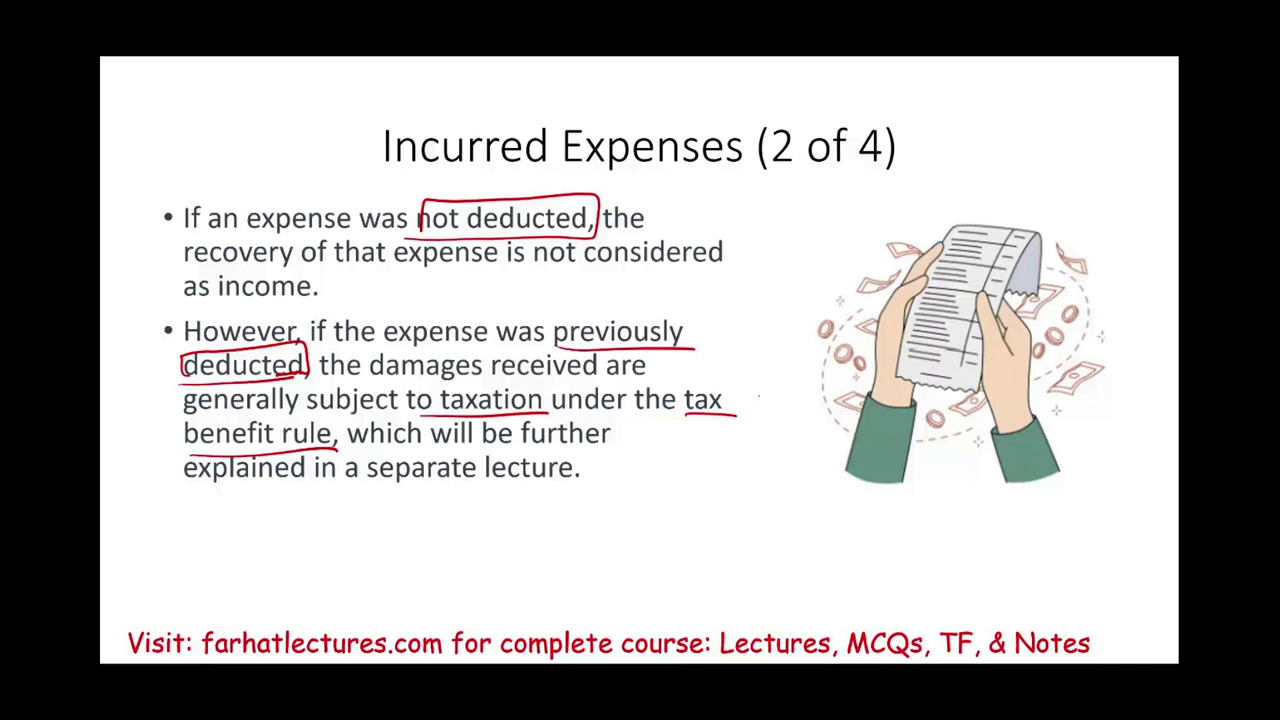 Incurred Expenses (2 of 4)
• If an expense was not deducted, the
recovery of that expense is not considered
as income.
• However, if the expense was previously
deducted, the damages received are
generally subject to taxation under the tax
benefit rule, which will be further
explained in a separate lecture.
Visit: farhatlectures.com for complete course: Lectures, MCQs, TF, & Notes